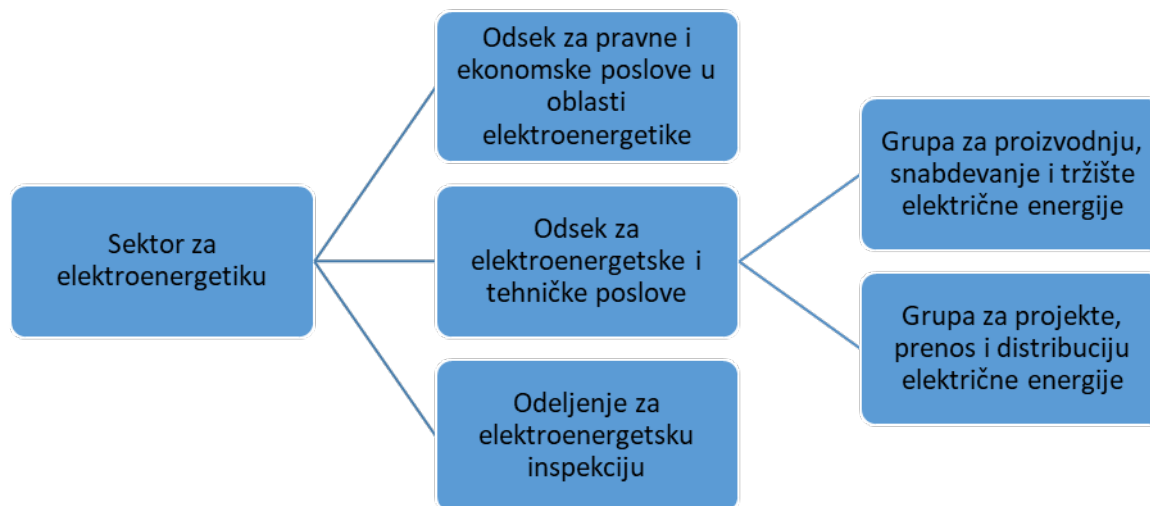 Sektor za
elektroenergetiku
Odsek za pravne i
ekonomske poslove u
oblasti
elektroenergetike
Odsek za
elektroenergetske i
tehničke poslove
Odeljenje za
elektroenergetsku
inspekciju
Grupa za proizvodnju,
snabdevanje i tržište
električne energije
Grupa za projekte,
prenos i distribuciju
električne energije